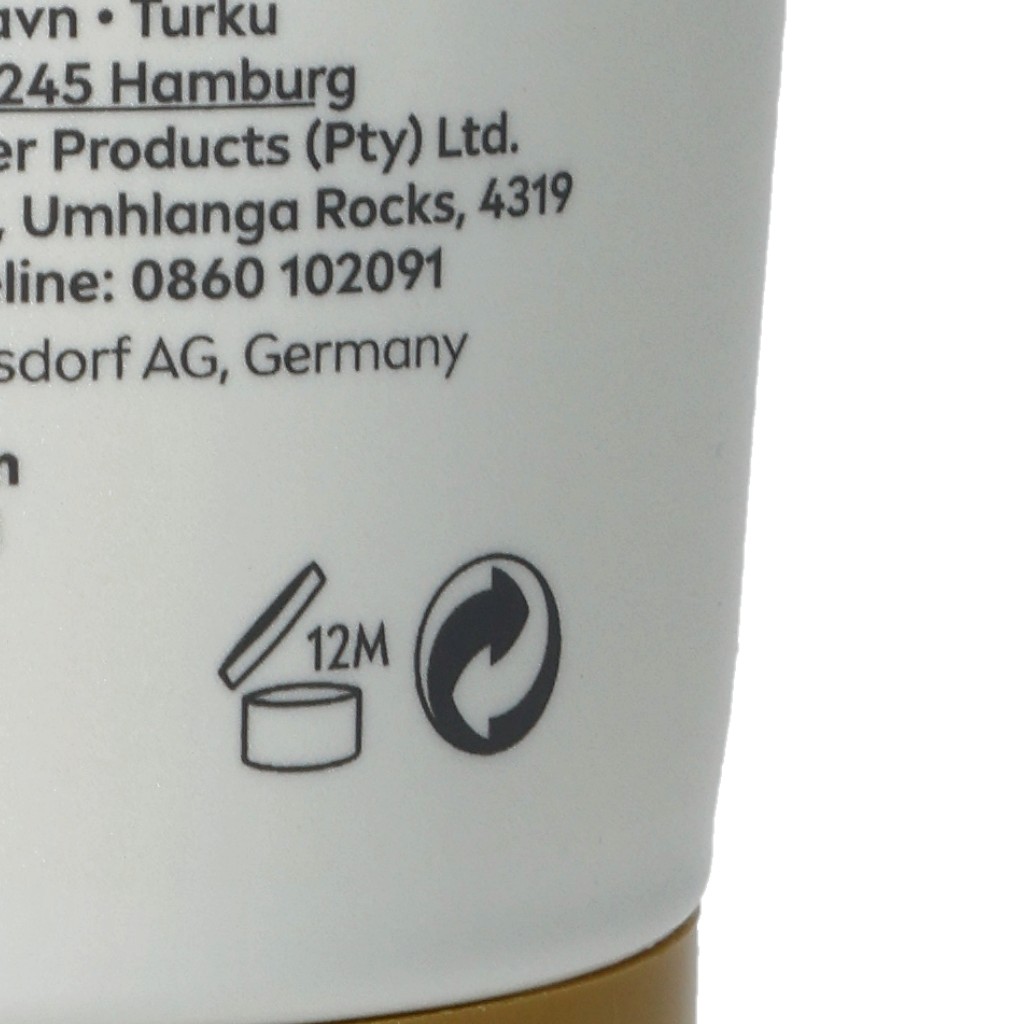 avn • Turku
245 Hamburg
er Products (Pty) Ltd.
, Umhlanga Rocks, 4319
eline: 0860 102091
sdorf AG, Germany
12M